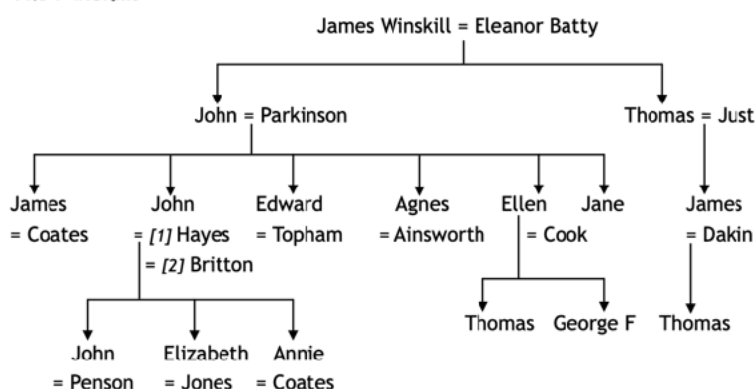 James Winskill = Eleanor Batty
John = Parkinson Thomas = Just
James John Edward Agnes Ellen Jane James
= Coates = [1] Hayes = Topham = Ainsworth = Cook = Dakin
= [2] Britton
Thomas George F Thomas
John Elizabeth Annie
= Penson = Jones = Coates